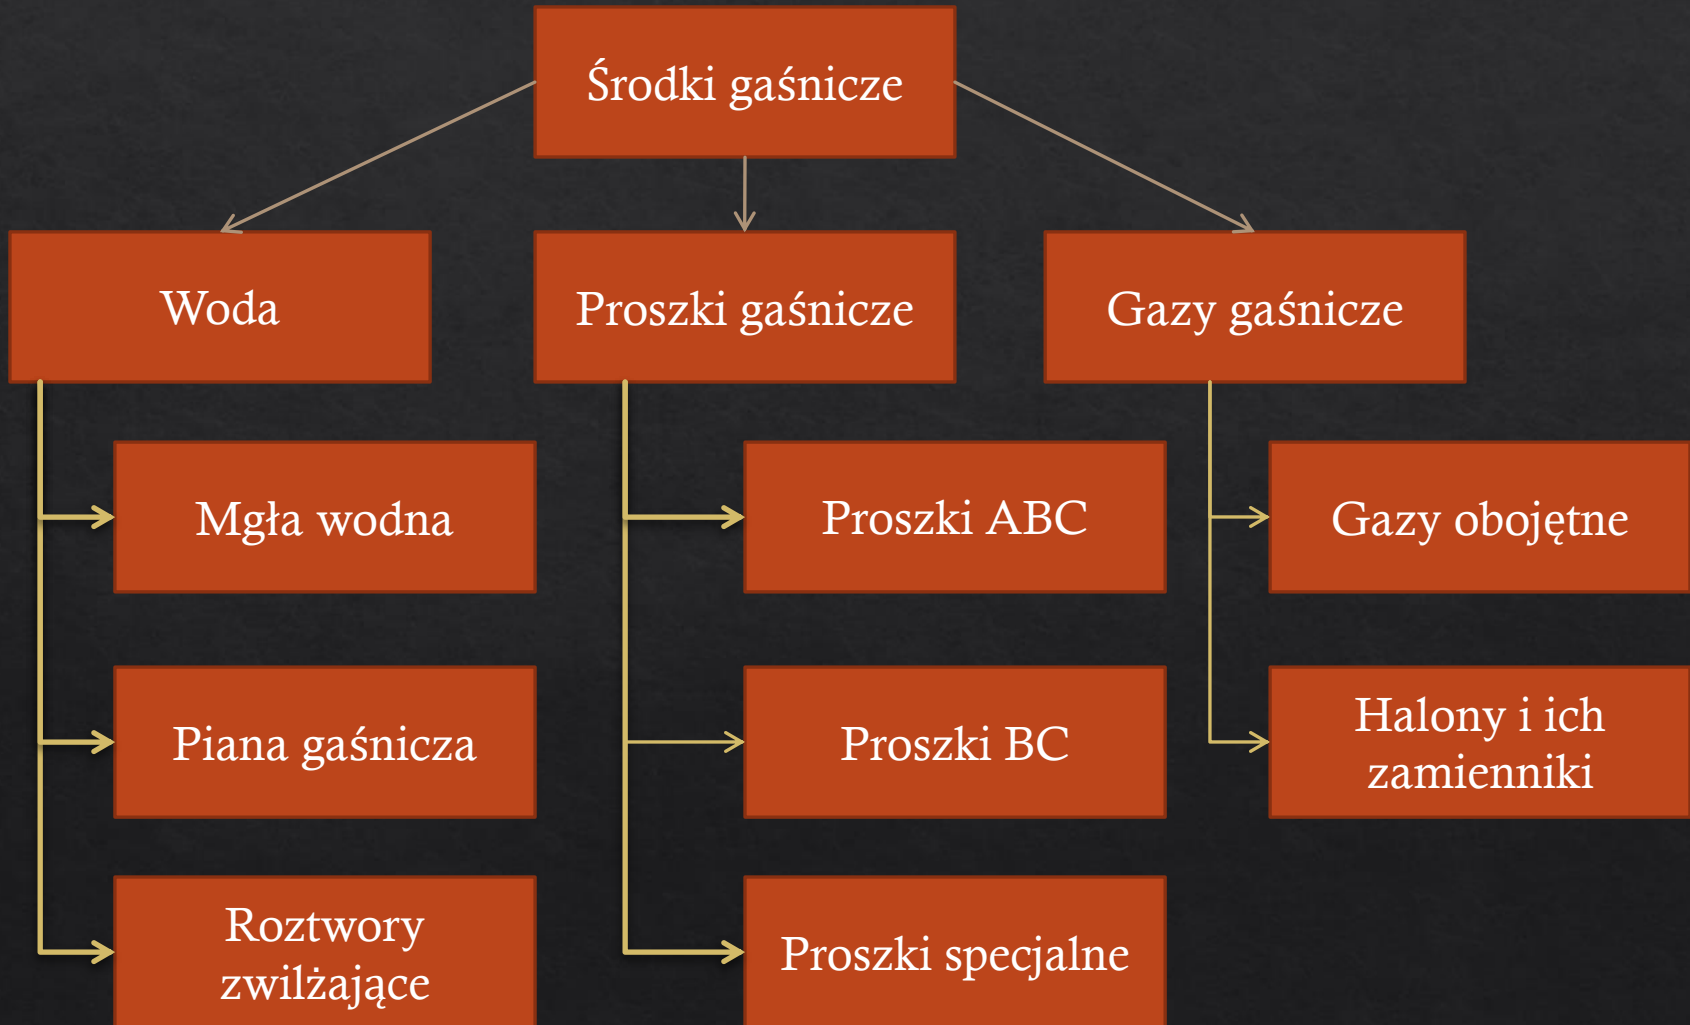 Środki gaśnicze
Woda
Proszki gaśnicze
Gazy gaśnicze
Mgła wodna
Proszki ABC
Gazy obojętne
Piana gaśnicza
Proszki BC
Halony i ich
zamienniki
Roztwory
zwilżające
Proszki specjalne